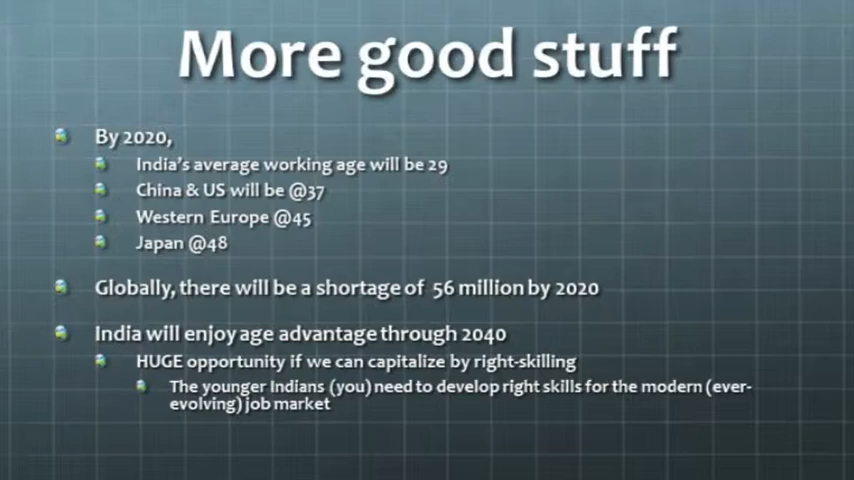 More good stuff
By 2020,
India's average working age will be 29
China & US will be @37
Western Europe @45
Japan @48
Globally, there will be a shortage of 56 million by 2020
India will enjoy age advantage through 2040
HUGE opportunity if we can capitalize by right-skilling
The younger Indians (you) need to develop right skills for the modern (ever-
evolving) job market